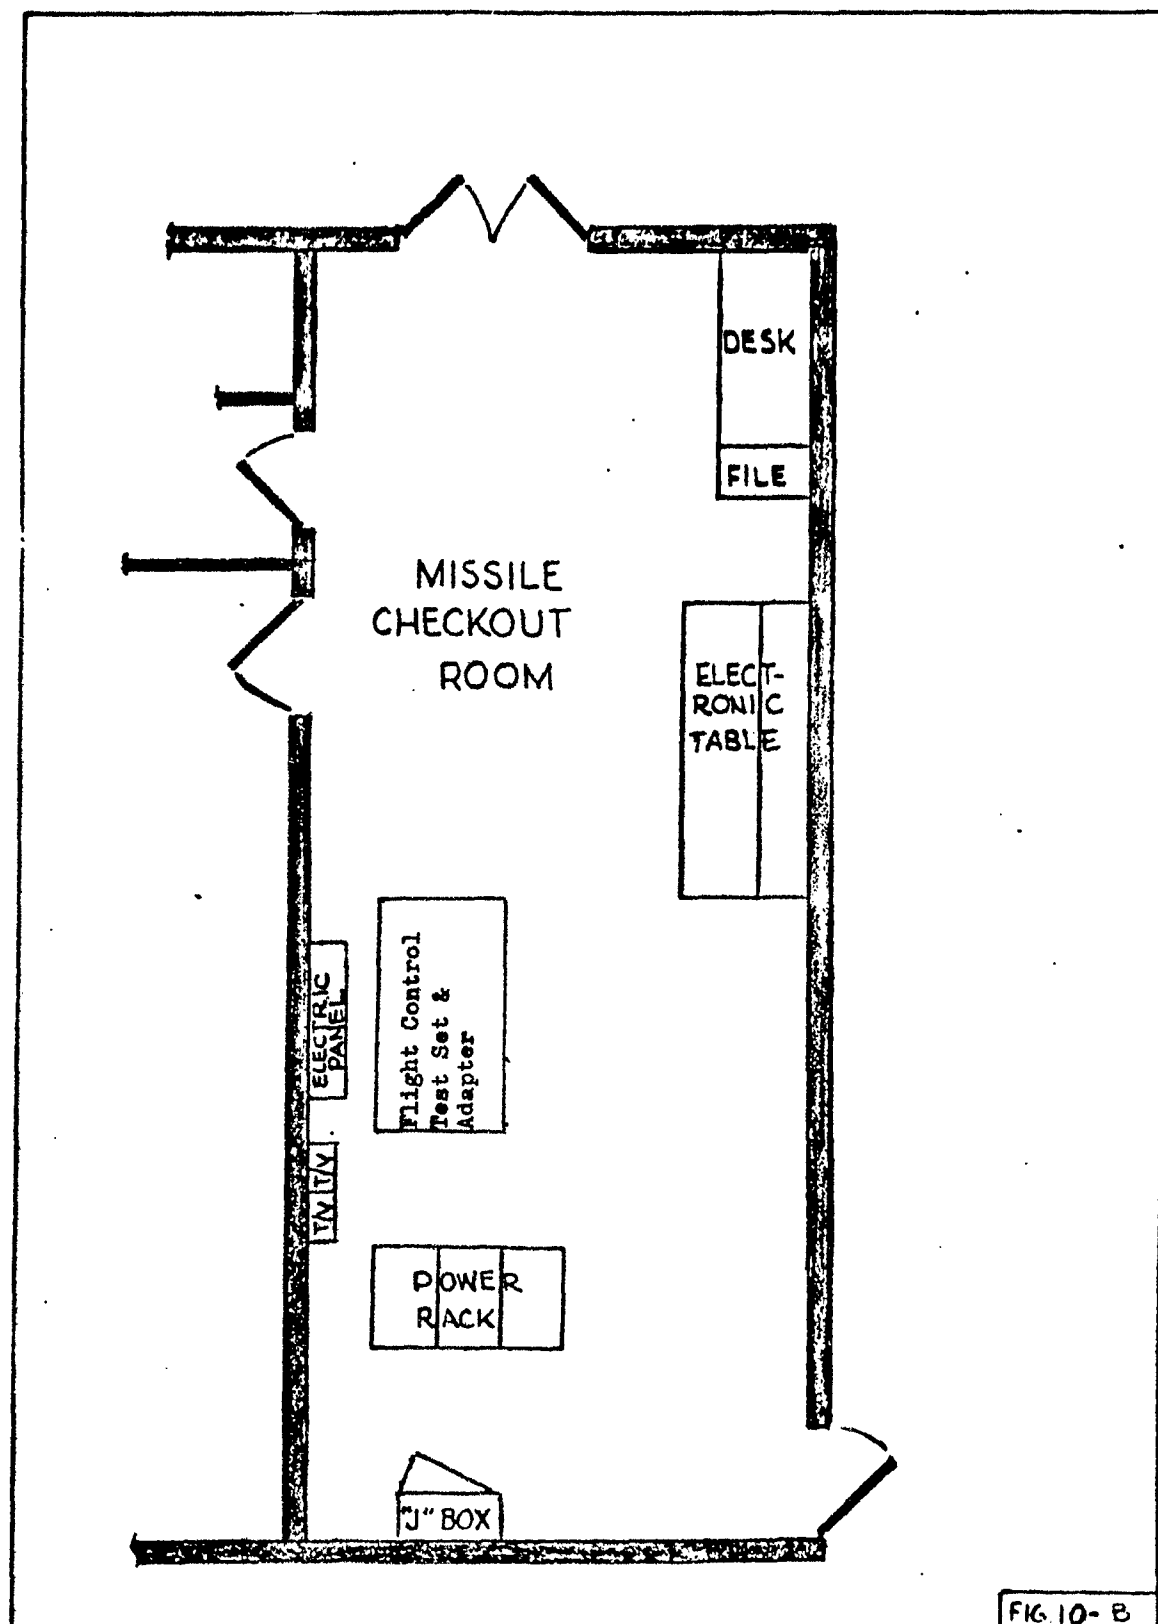 DESK
FILE
MISSILE
CHECKOUT
ROOM
ELECT-
RONIC
TABLE
Flight Control
Test Set &
Adapter
ELECTRIC
PANEL
T/V T/V
POWER
RACK
"J" BOX
FIG. 10-B